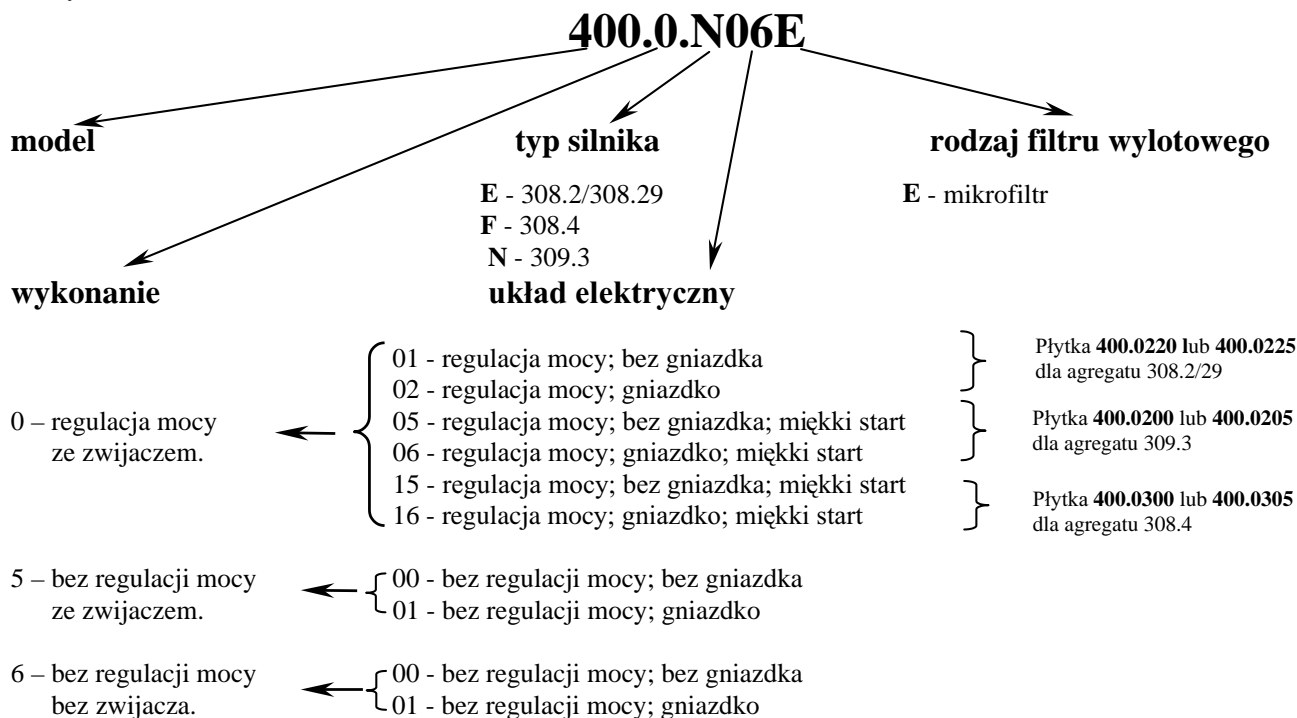 400.0.N06E
model
typ silnika
rodzaj filtru wylotowego
E - 308.2/308.29
E - mikrofiltr
F - 308.4
N - 309.3
wykonanie
układ elektryczny
0 – regulacja mocy
ze zwijaczem.
01 - regulacja mocy; bez gniazdka
02 - regulacja mocy; gniazdko
05 - regulacja mocy; bez gniazdka; miękki start
06 - regulacja mocy; gniazdko; miękki start
15 - regulacja mocy; bez gniazdka; miękki start
16 - regulacja mocy; gniazdko; miękki start
Płytka 400.0220 lub 400.0225
dla agregatu 308.2/29
Płytka 400.0200 lub 400.0205
dla agregatu 309.3
Płytka 400.0300 lub 400.0305
dla agregatu 308.4
5 – bez regulacji mocy
ze zwijaczem.
00 - bez regulacji mocy; bez gniazdka
01 - bez regulacji mocy; gniazdko
6 – bez regulacji mocy
bez zwijacza.
00 - bez regulacji mocy; bez gniazdka
01 - bez regulacji mocy; gniazdko